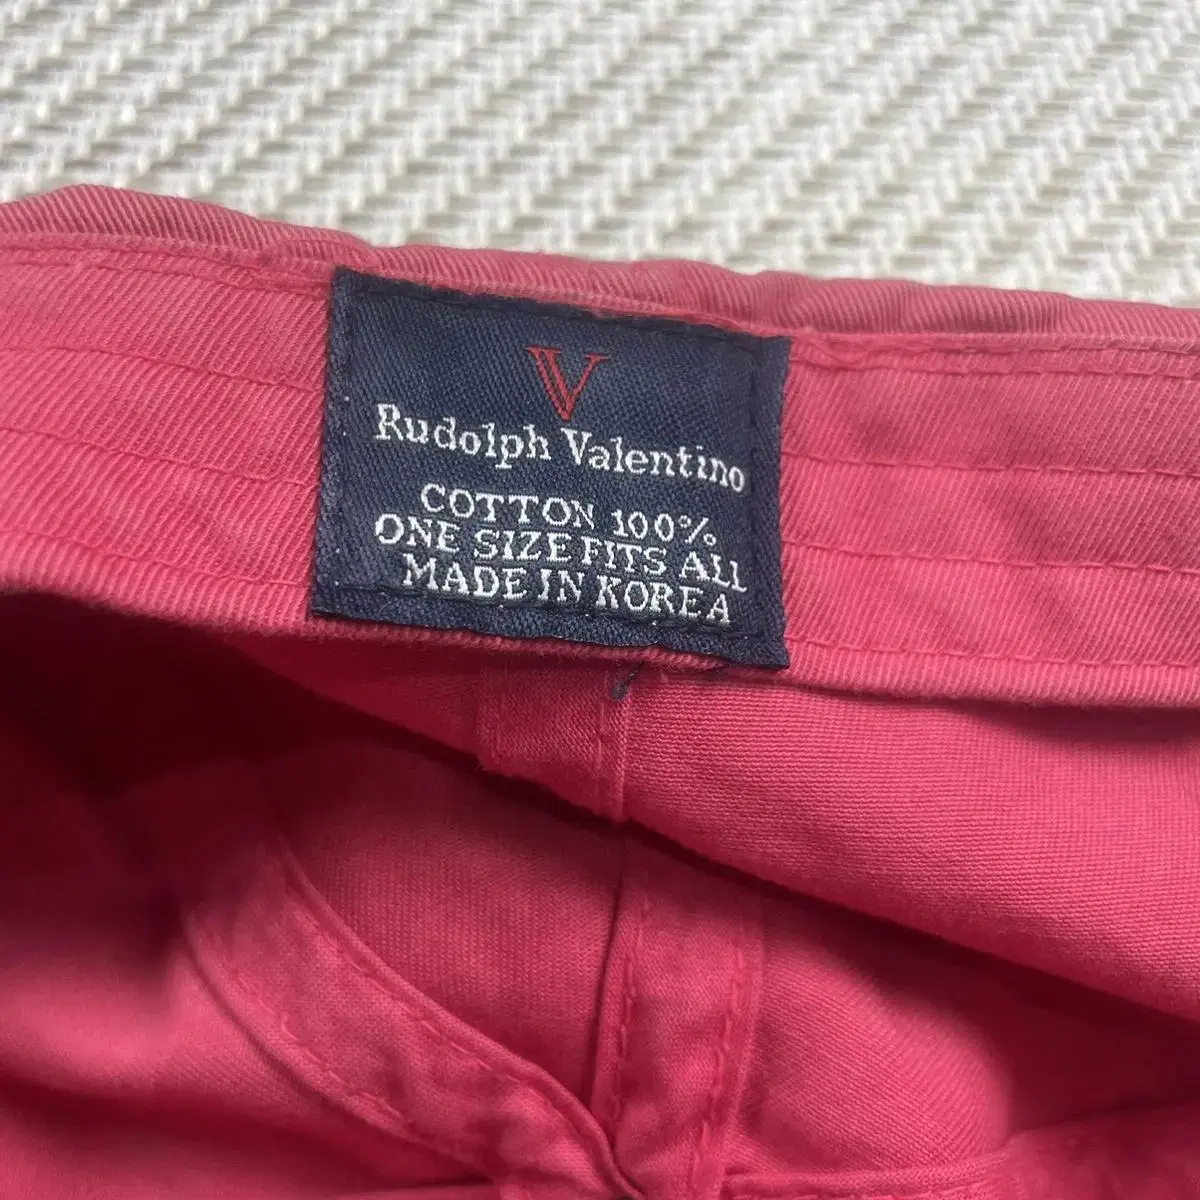 V
Rudolph Valentino
COTTON 100%
ONE SIZE FITS ALL
MADE IN KOREA